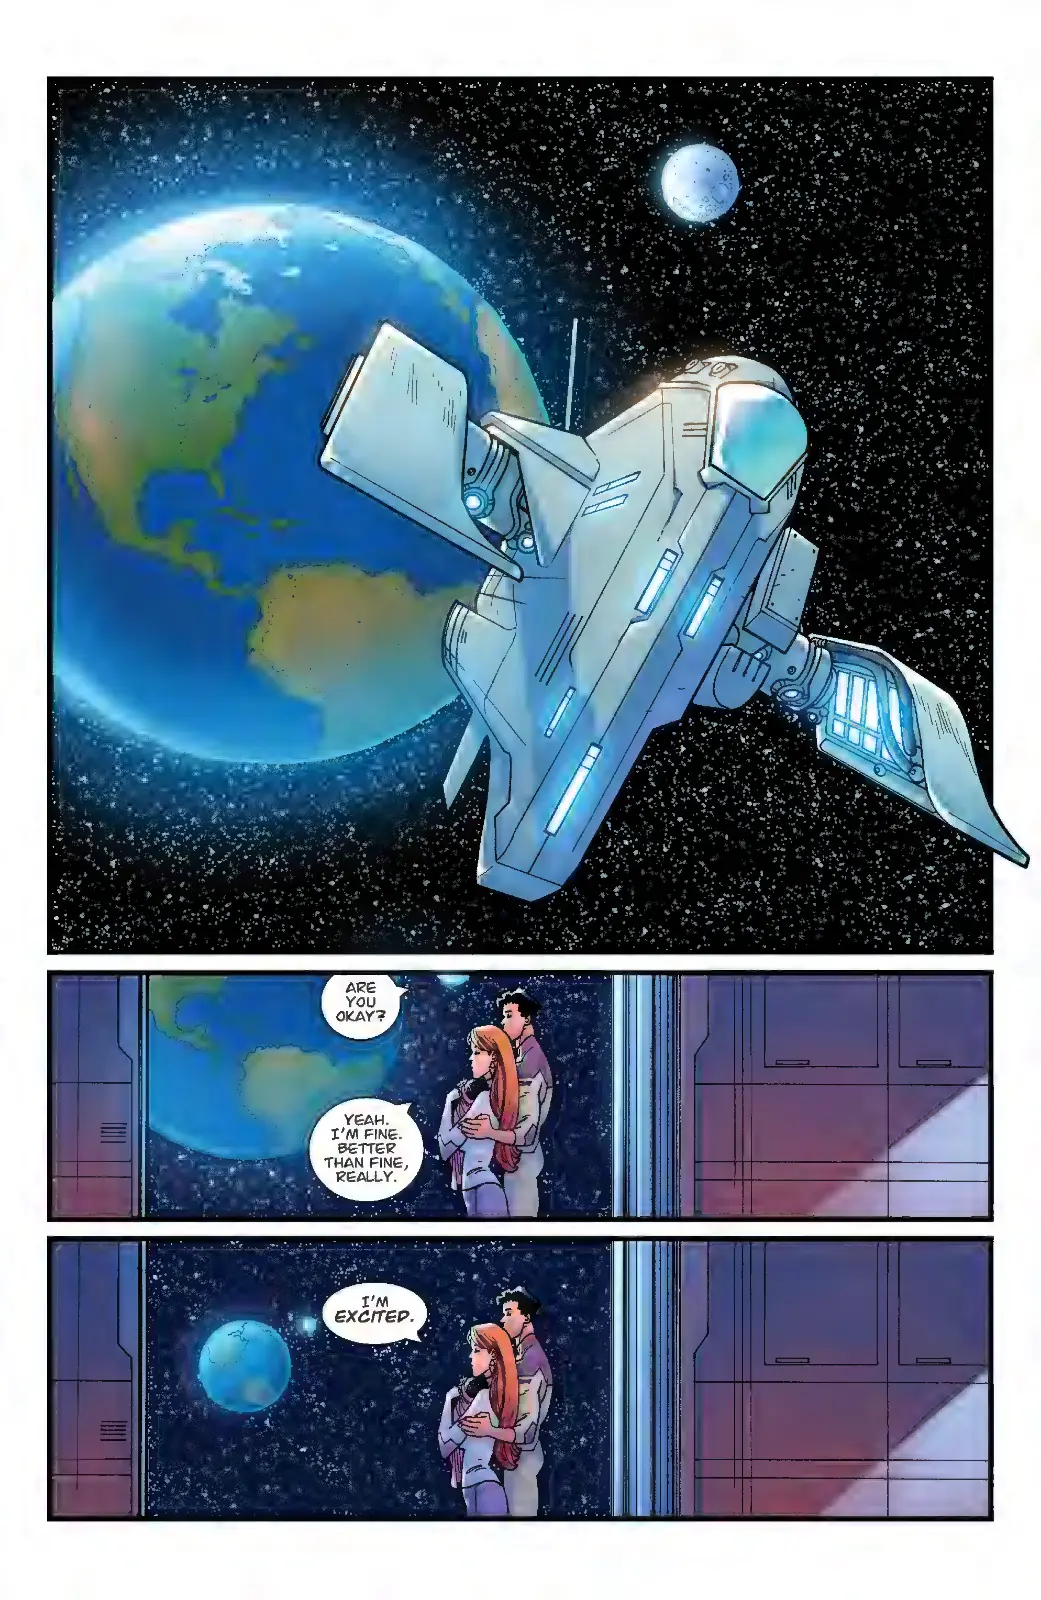 ARE
YOU
OKAY?
YEAH.
I'M FINE.
BETTER
THAN FINE,
REALLY.
I'M
EXCITED.